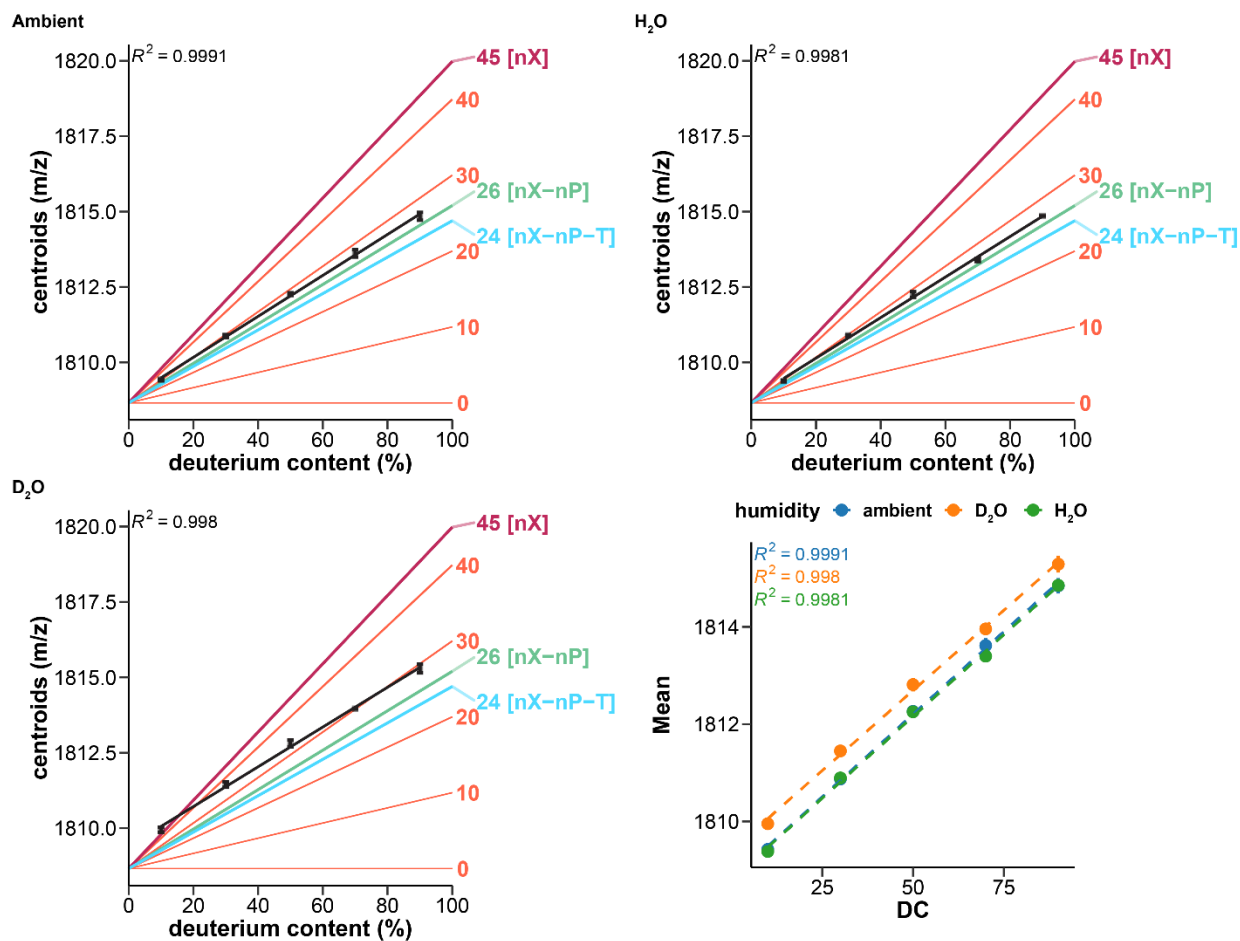 Ambient
R² = 0.9991
1820.0
1817.5
1815.0
1812.5
1810.0
centroids (m/z)
45 [nX]
40
30
26 [nX−nP]
24 [nX−nP−T]
20
10
0
0 20 40 60 80 100
deuterium content (%)
H₂O
R² = 0.9981
1820.0
1817.5
1815.0
1812.5
1810.0
centroids (m/z)
45 [nX]
40
30
26 [nX−nP]
24 [nX−nP−T]
20
10
0
0 20 40 60 80 100
deuterium content (%)
D₂O
R² = 0.998
1820.0
1817.5
1815.0
1812.5
1810.0
centroids (m/z)
45 [nX]
40
30
26 [nX−nP]
24 [nX−nP−T]
20
10
0
0 20 40 60 80 100
deuterium content (%)
humidity ambient D₂O H₂O
R² = 0.9991
R² = 0.998
R² = 0.9981
1814
1812
1810
Mean
25 50 75
DC